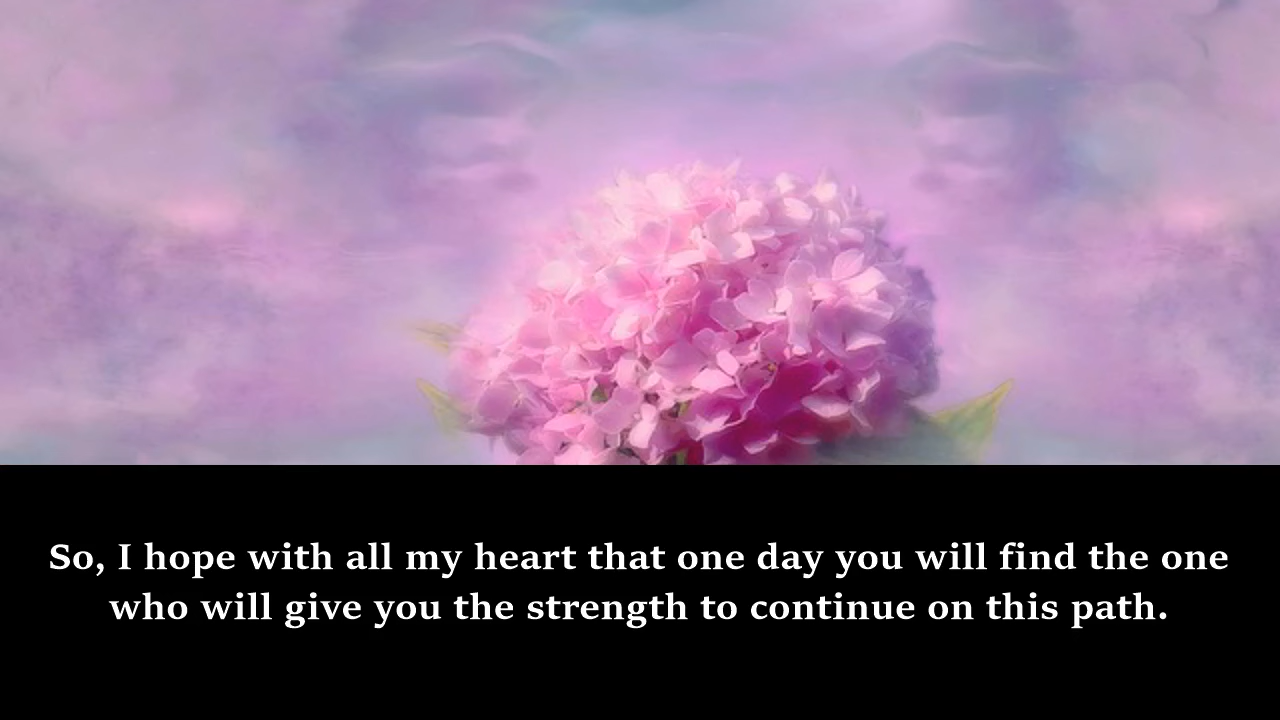 So, I hope with all my heart that one day you will find the one
who will give you the strength to continue on this path.